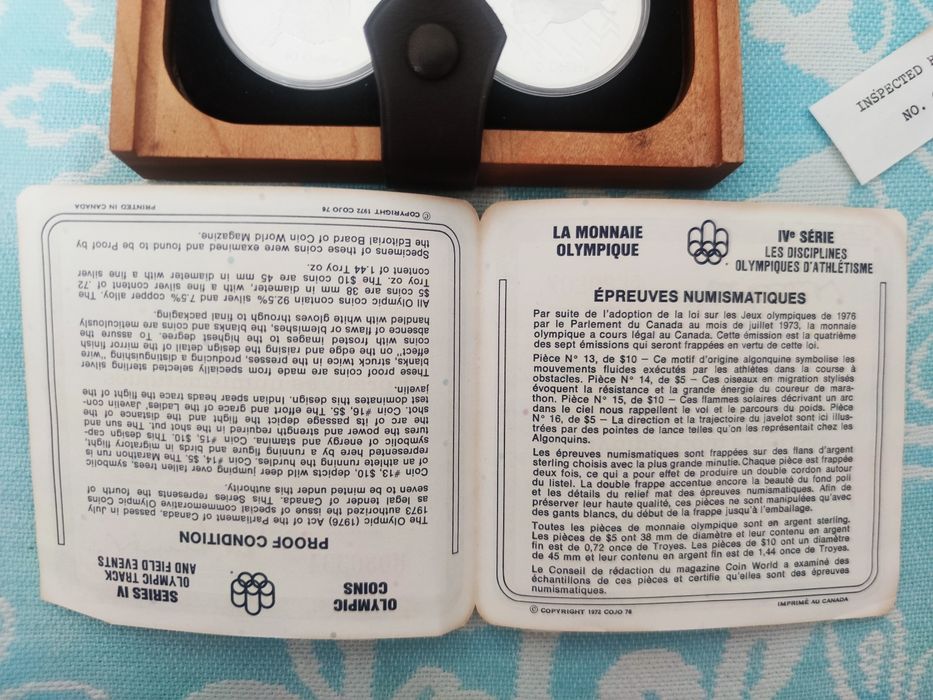 INSPECTED B
NO.
OLYMPIC
COINS
SERIES IV
OLYMPIC TRACK
AND FIELD EVENTS
PROOF CONDITION
The Olympic (1976) Act of the Parliament of Canada, passed in July
1973 authorized the issue of special commemorative Olympic Coins
as legal tender of Canada. This Series represents the fourth of
seven to be minted under this authority.
Coin #13, $10 depicts wild deer jumping over fallen trees, symbolic
of an athlete running the hurdles. Coin #14, $5. The Marathon run is
represented here by a running figure and birds in migratory flight,
symbolic of energy and stamina. Coin #15, $10. This design cap-
tures the power and strength required in the shot put. The sun and
the arc of its passage depict the flight and the distance of the
shot. Coin #16, $5. The effort and grace of the Ladies' Javelin con-
test dominates this design. Indian spear heads trace the flight of the
javelin.
These proof coins are made from specially selected sterling silver
blanks, struck twice in the presses, producing a distinguishing "wire
effect" on the edge and raising the design detail of the mirror finish
coins with frosted images to the highest degree. To assure the
absence of flaws or blemishes, the blanks and coins are meticulously
handled with white gloves through to final packaging.
All Olympic coins contain 92.5% silver and 7.5% copper alloy. The
$5 coins are 38 mm in diameter, with a fine silver content of .72
Troy oz. The $10 coins are 45 mm in diameter with a fine silver
content of 1.44 Troy oz.
Specimens of these coins were examined and found to be Proof by
the Editorial Board of Coin World Magazine.
© COPYRIGHT 1972 COJO 76
PRINTED IN CANADA
LA MONNAIE
OLYMPIQUE
IVe SÉRIE
LES DISCIPLINES
OLYMPIQUES D'ATHLÉTISME
ÉPREUVES NUMISMATIQUES
Par suite de l'adoption de la loi sur les Jeux olympiques de 1976
par le Parlement du Canada au mois de juillet 1973, la monnaie
olympique a cours légal au Canada. Cette émission est la quatrième
des sept émissions qui seront frappées en vertu de cette loi.
Pièce N° 13, de $10 — Ce motif d'origine algonquine symbolise les
mouvements fluides exécutés par les athlètes dans la course à
obstacles. Pièce N° 14, de $5 — Ces oiseaux en migration stylisés
évoquent la résistance et la grande énergie du coureur de mara-
thon. Pièce N° 15, de $10 — Ces flammes solaires décrivant un arc
dans le ciel nous rappellent le vol et le parcours du poids. Pièce
N° 16, de $5 — La direction et la trajectoire du javelot sont ici illus-
trées par des pointes de lance telles qu'on les représentait chez les
Algonquins.
Les épreuves numismatiques sont frappées sur des flans d'argent
sterling choisis avec la plus grande minutie. Chaque pièce est frappée
deux fois, ce qui a pour effet de produire un double cordon autour
du listel. La double frappe accentue encore la beauté du fond poli
et les détails du relief mat des épreuves numismatiques. Afin de
préserver leur haute qualité, ces pièces ne sont manipulées qu'avec
des gants blancs, du début de la frappe jusqu'à l'emballage.
Toutes les pièces de monnaie olympique sont en argent sterling.
Les pièces de $5 ont 38 mm de diamètre et leur contenu en argent
fin est de 0,72 once de Troyes. Les pièces de $10 ont un diamètre
de 45 mm et leur contenu en argent fin est de 1,44 once de Troyes.
Le Conseil de rédaction du magazine Coin World a examiné des
échantillons de ces pièces et certifie qu'elles sont des épreuves
numismatiques.
© COPYRIGHT 1972 COJO 76
IMPRIMÉ AU CANADA